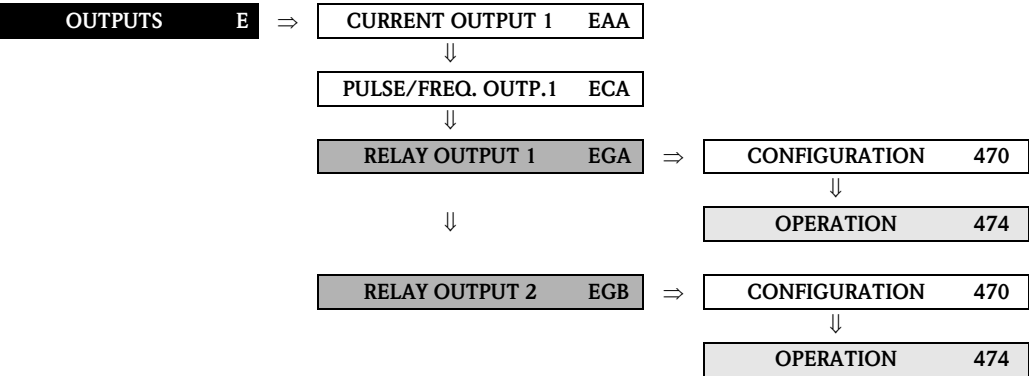 OUTPUTS E ⇒ CURRENT OUTPUT 1 EAA
⇓
PULSE/FREQ. OUTP.1 ECA
⇓
RELAY OUTPUT 1 EGA ⇒ CONFIGURATION 470
⇓
⇓ OPERATION 474
RELAY OUTPUT 2 EGB ⇒ CONFIGURATION 470
⇓
OPERATION 474